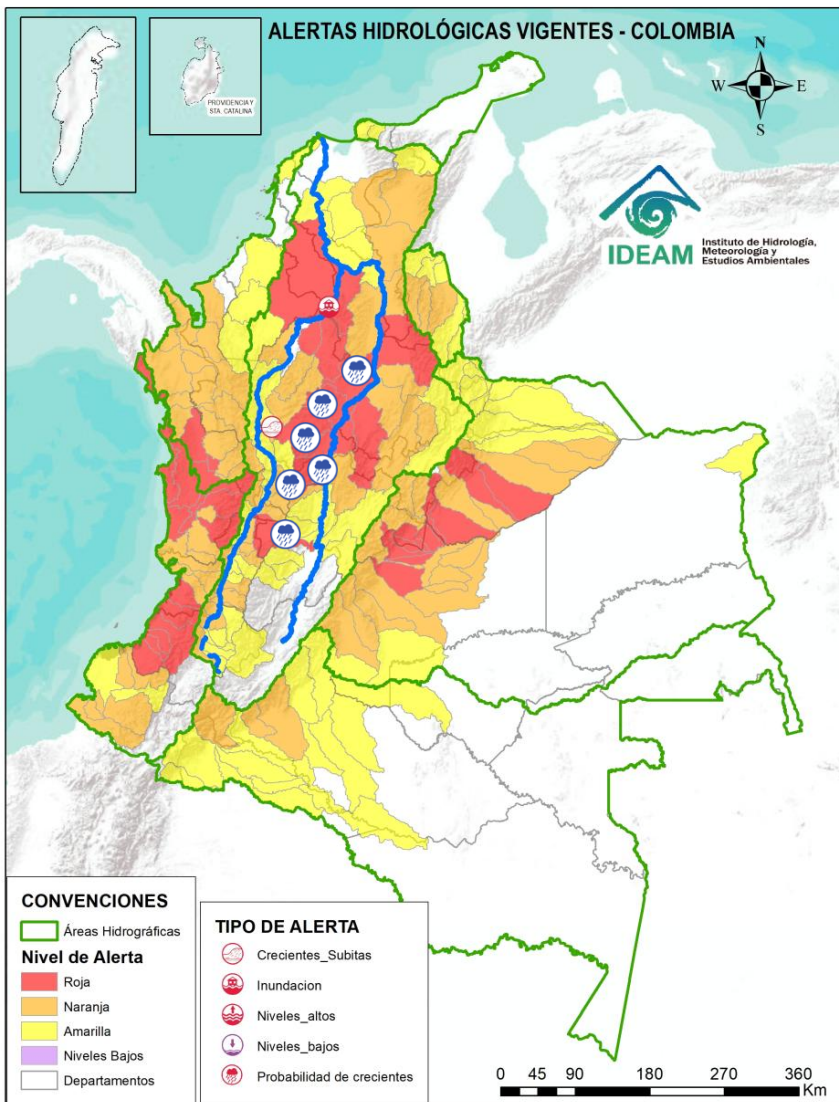 ALERTAS HIDROLÓGICAS VIGENTES - COLOMBIA
PROVIDENCIA Y
STA. CATALINA
N
W
E
S
IDEAM
Instituto de Hidrología,
Meteorología y
Estudios Ambientales
CONVENCIONES
Áreas Hidrográficas
Nivel de Alerta
Roja
Naranja
Amarilla
Niveles Bajos
Departamentos
TIPO DE ALERTA
Crecientes_Subitas
Inundacion
Niveles_altos
Niveles_bajos
Probabilidad de crecientes
0 45 90 180 270 360
Km